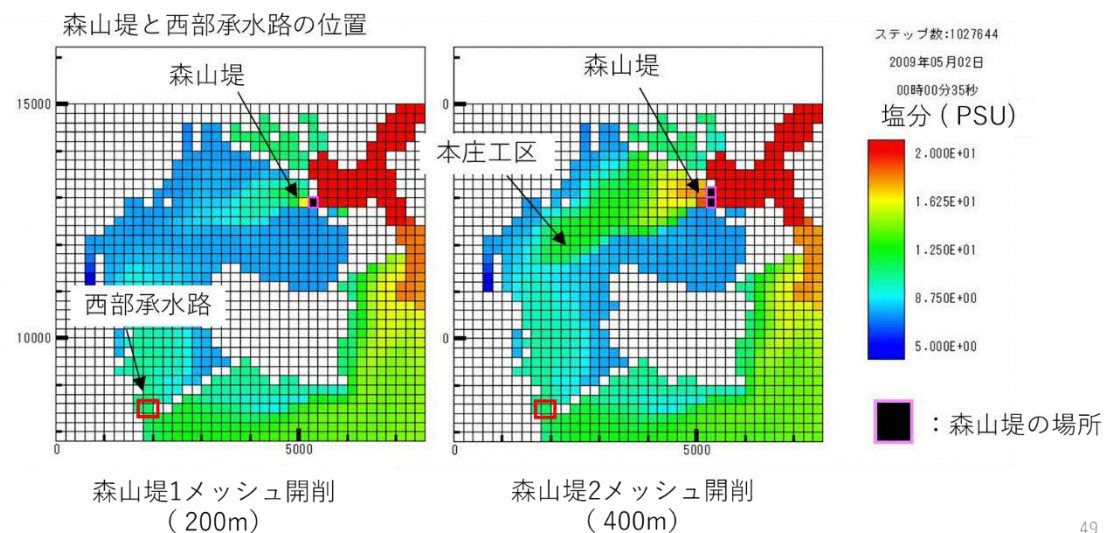 森山堤と西部承水路の位置
森山堤
西部承水路
15000
10000
0
5000
森山堤1メッシュ開削
( 200m)
森山堤
本庄工区
0
0
0
5000
森山堤2メッシュ開削
( 400m)
ステップ数:1027644
2009年05月02日
00時00分35秒
塩分 ( PSU)
2.000E+01
1.625E+01
1.250E+01
8.750E+00
5.000E+00
：森山堤の場所
49